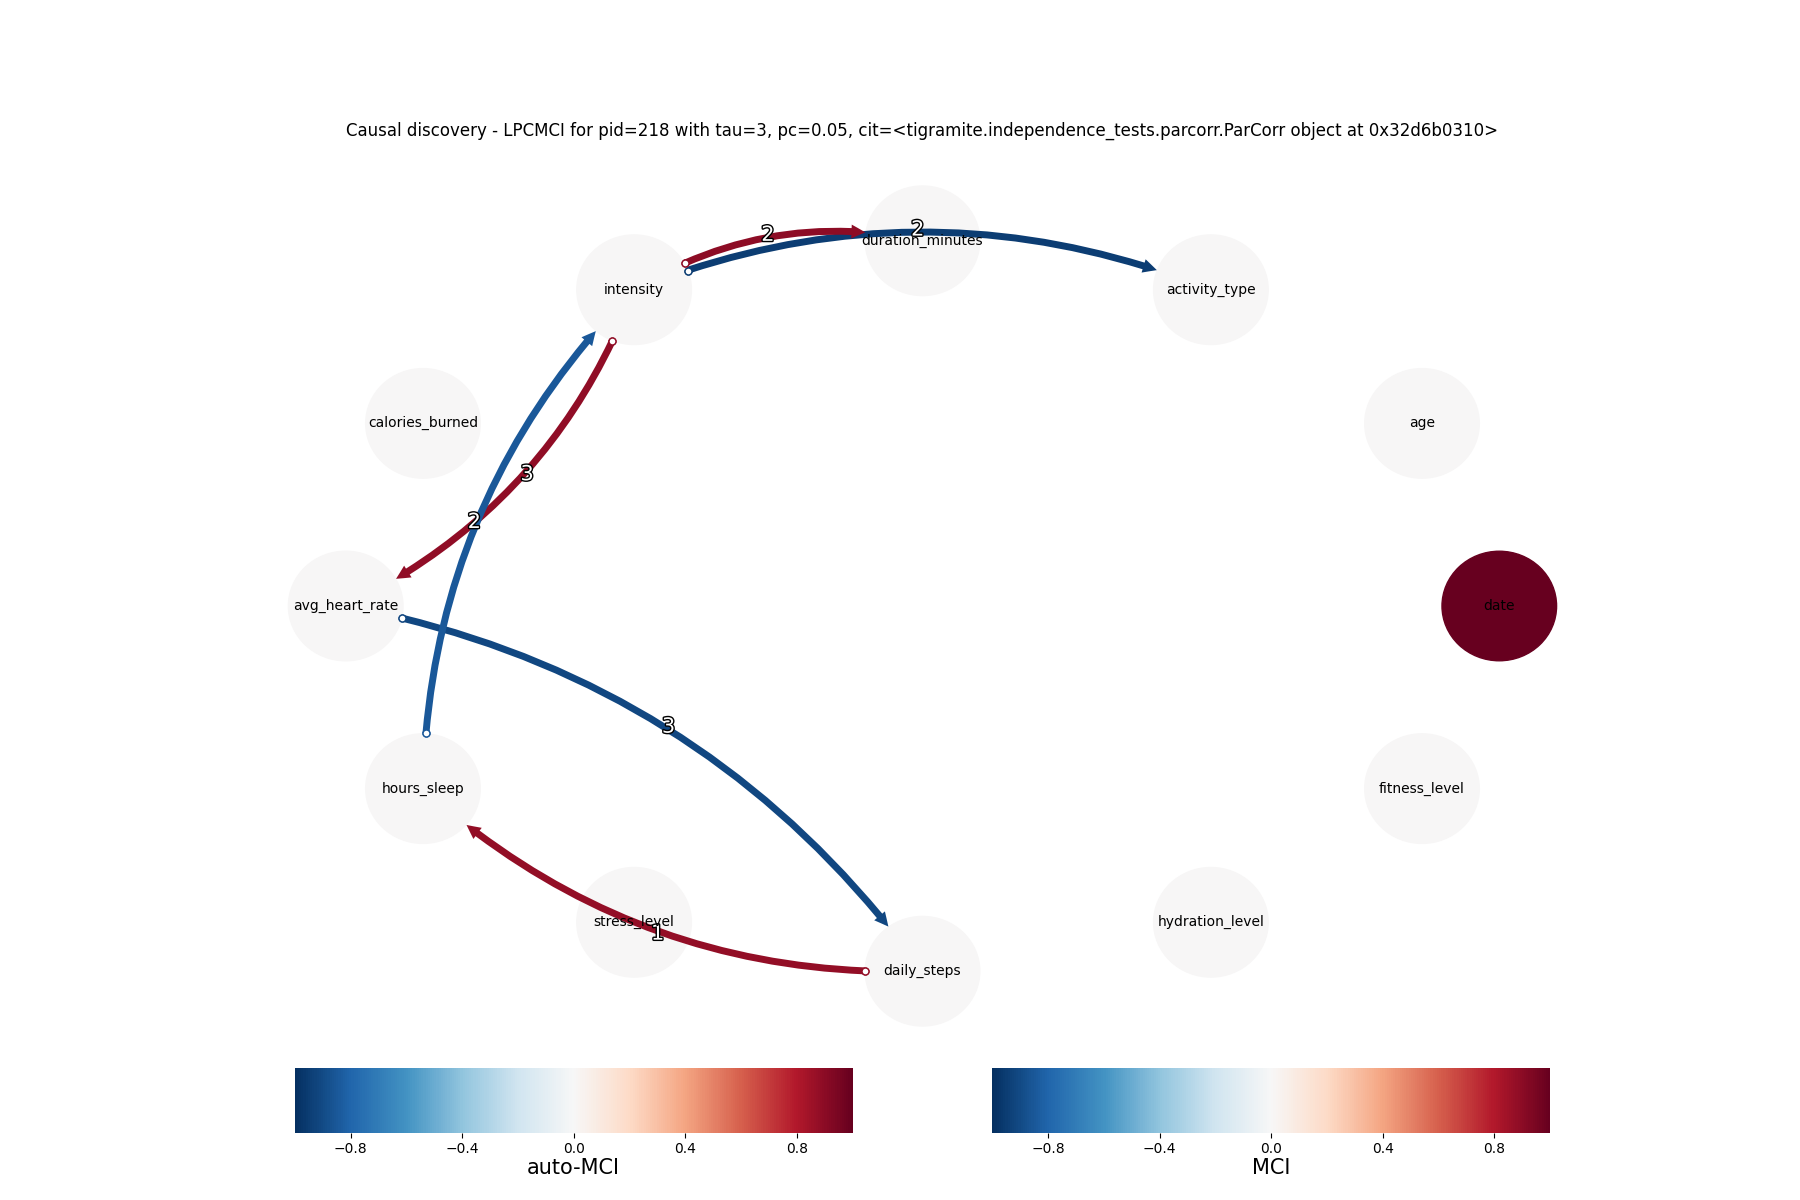 Causal discovery - LPCMCI for pid=218 with tau=3, pc=0.05, cit=<tigramite.independence_tests.parcorr.ParCorr object at 0x32d6b0310>
2
2
duration_minutes
intensity
activity_type
calories_burned
age
3
2
avg_heart_rate
date
3
hours_sleep
fitness_level
stress_level
1
hydration_level
daily_steps
−0.8 −0.4 0.0 0.4 0.8
auto-MCI
−0.8 −0.4 0.0 0.4 0.8
MCI